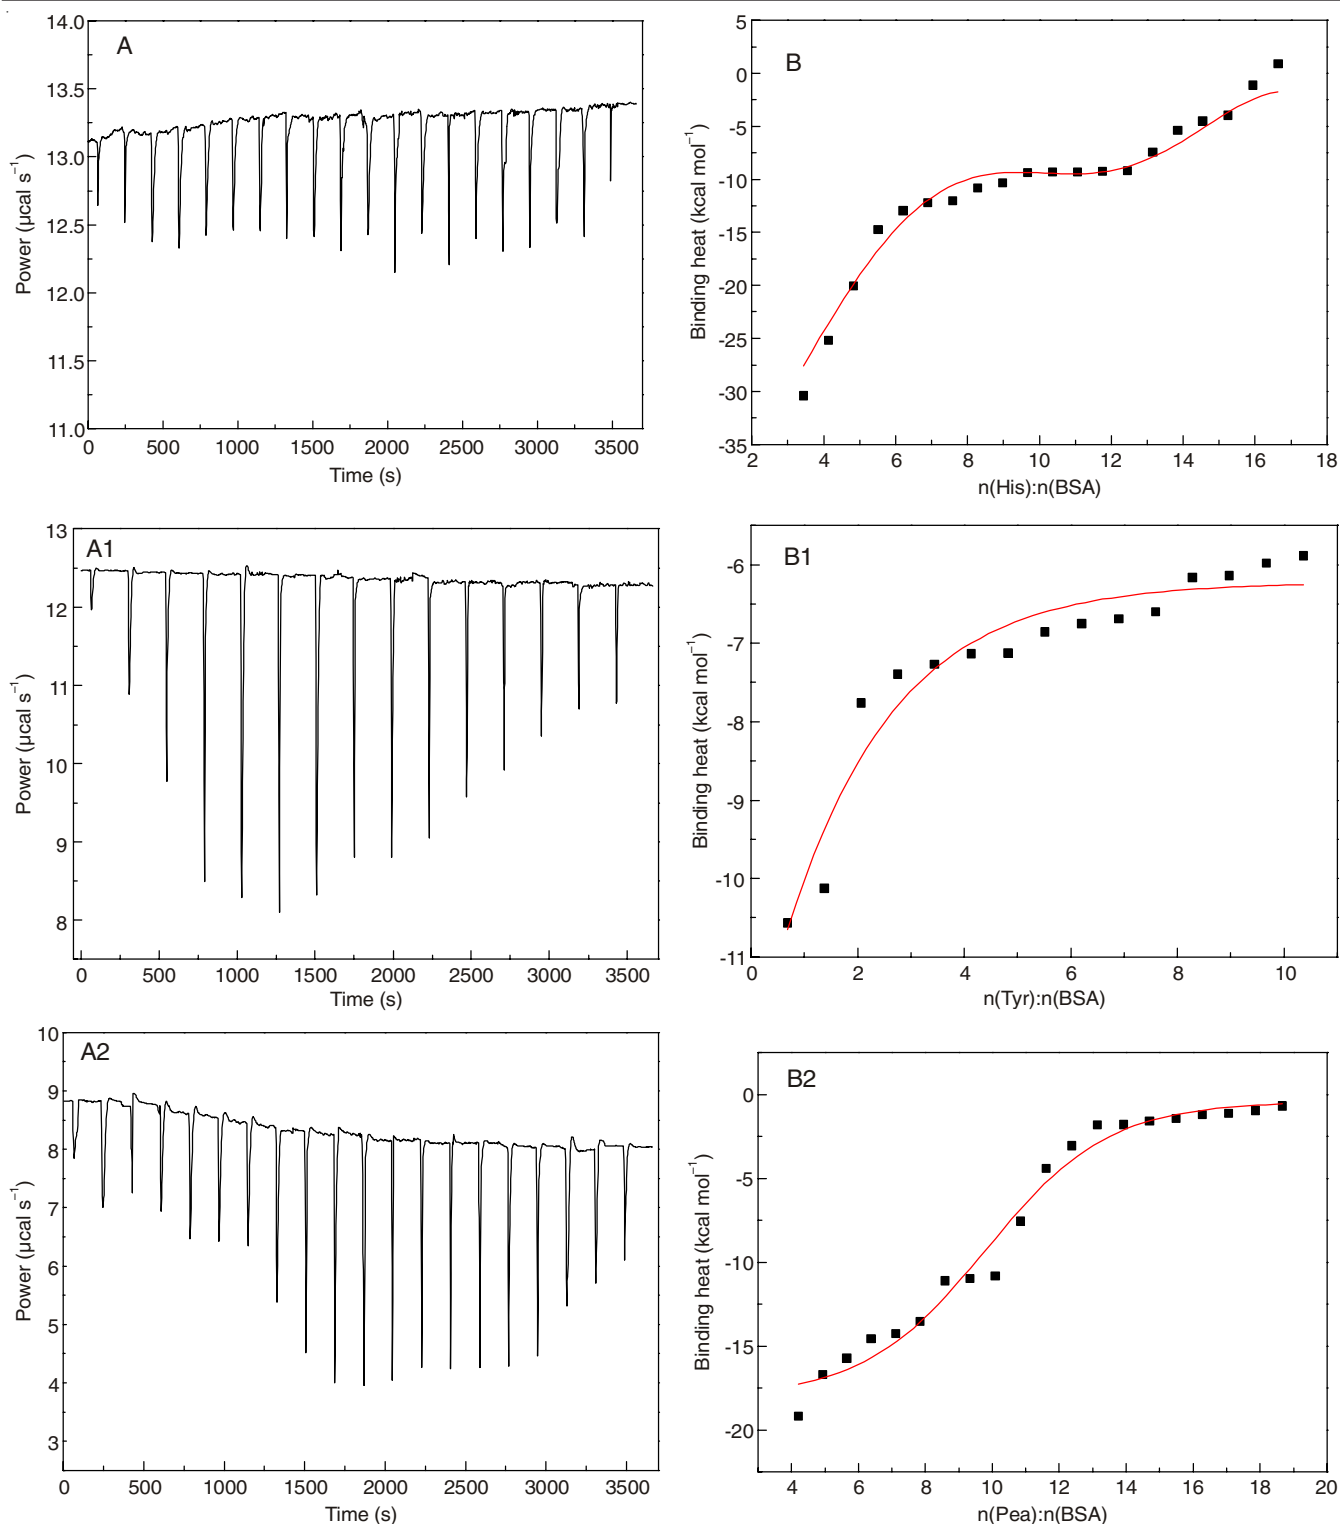 A
14.0
13.5
13.0
12.5
12.0
11.5
11.0
Power (µcal s⁻¹)
0 500 1000 1500 2000 2500 3000 3500
Time (s)
B
5
0
-5
-10
-15
-20
-25
-30
-35
Binding heat (kcal mol⁻¹)
2 4 6 8 10 12 14 16 18
n(His):n(BSA)
A1
13
12
11
10
9
8
Power (µcal s⁻¹)
0 500 1000 1500 2000 2500 3000 3500
Time (s)
B1
-6
-7
-8
-9
-10
-11
Binding heat (kcal mol⁻¹)
0 2 4 6 8 10
n(Tyr):n(BSA)
A2
10
9
8
7
6
5
4
3
Power (µcal s⁻¹)
0 500 1000 1500 2000 2500 3000 3500
Time (s)
B2
0
-5
-10
-15
-20
Binding heat (kcal mol⁻¹)
4 6 8 10 12 14 16 18 20
n(Pea):n(BSA)